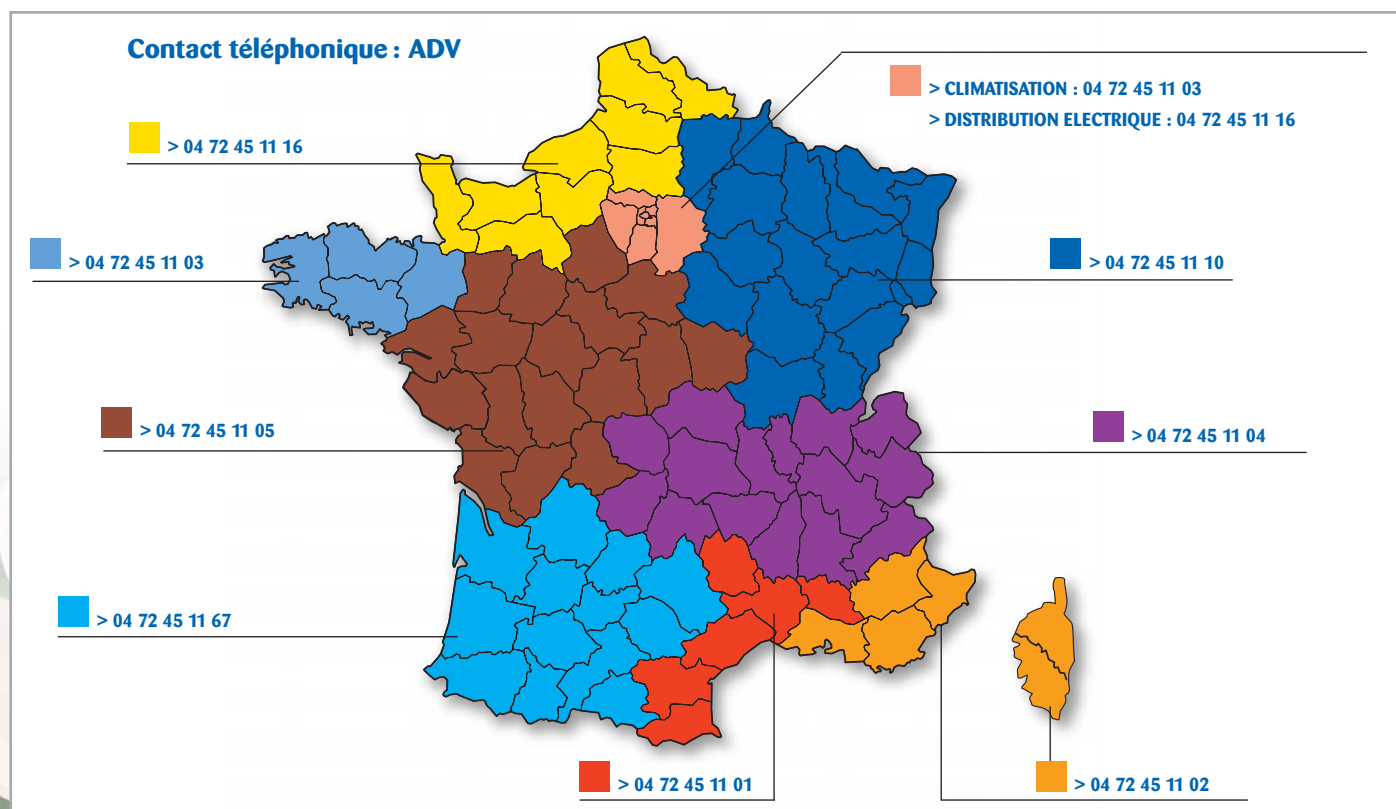 Contact téléphonique : ADV
> CLIMATISATION : 04 72 45 11 03
> DISTRIBUTION ELECTRIQUE : 04 72 45 11 16
> 04 72 45 11 16
> 04 72 45 11 03
> 04 72 45 11 10
> 04 72 45 11 05
> 04 72 45 11 04
> 04 72 45 11 67
> 04 72 45 11 01
> 04 72 45 11 02